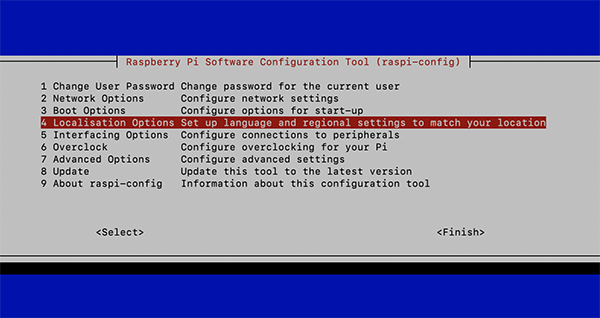 Raspberry Pi Software Configuration Tool (raspi-config)
1 Change User Password Change password for the current user
2 Network Options Configure network settings
3 Boot Options Configure options for start-up
4 Localisation Options Set up language and regional settings to match your location
5 Interfacing Options Configure connections to peripherals
6 Overclock Configure overclocking for your Pi
7 Advanced Options Configure advanced settings
8 Update Update this tool to the latest version
9 About raspi-config Information about this configuration tool
<Select> <Finish>